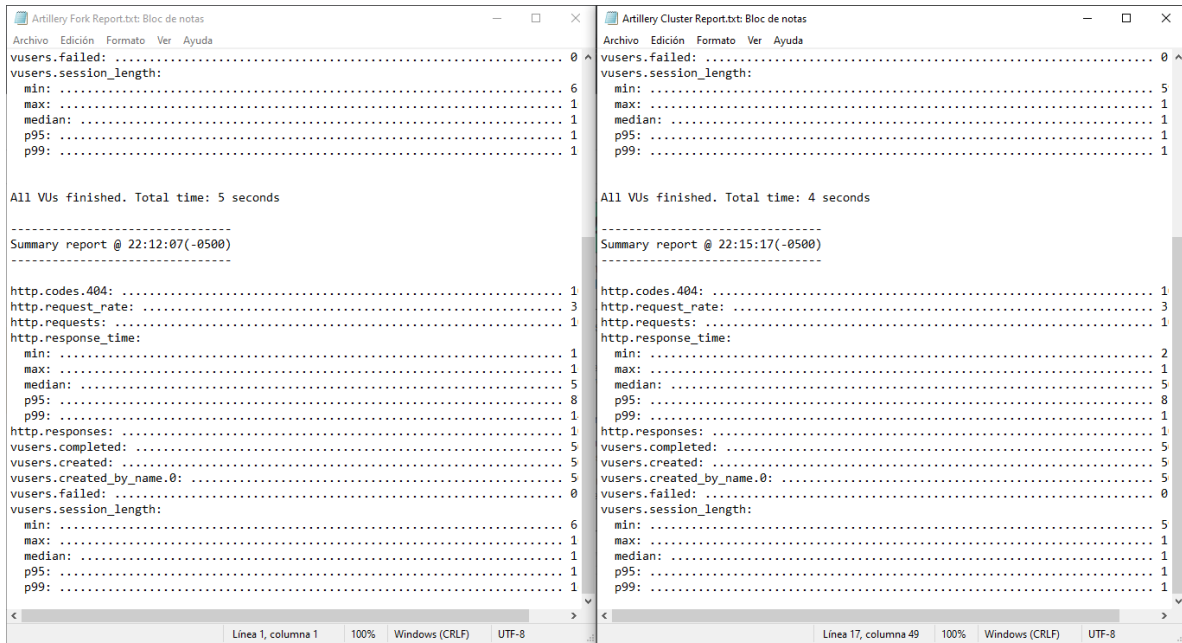 Artillery Fork Report.txt: Bloc de notas
Archivo Edición Formato Ver Ayuda
vusers.failed: ................................................................. 0
vusers.session_length:
  min: ......................................................................... 6
  max: ......................................................................... 1
  median: ...................................................................... 1
  p95: ......................................................................... 1
  p99: ......................................................................... 1
All VUs finished. Total time: 5 seconds
--------------------------------
Summary report @ 22:12:07(-0500)
--------------------------------
http.codes.404: ................................................................ 1
http.request_rate: ............................................................. 3
http.requests: ................................................................. 1
http.response_time:
  min: ......................................................................... 1
  max: ......................................................................... 1
  median: ...................................................................... 5
  p95: ......................................................................... 8
  p99: ......................................................................... 1
http.responses: ................................................................ 1
vusers.completed: .............................................................. 5
vusers.created: ................................................................ 5
vusers.created_by_name.0: ...................................................... 5
vusers.failed: ................................................................. 0
vusers.session_length:
  min: ......................................................................... 6
  max: ......................................................................... 1
  median: ...................................................................... 1
  p95: ......................................................................... 1
  p99: ......................................................................... 1
Línea 1, columna 1 100% Windows (CRLF) UTF-8
Artillery Cluster Report.txt: Bloc de notas
Archivo Edición Formato Ver Ayuda
vusers.failed: ................................................................. 0
vusers.session_length:
  min: ......................................................................... 5
  max: ......................................................................... 1
  median: ...................................................................... 1
  p95: ......................................................................... 1
  p99: ......................................................................... 1
All VUs finished. Total time: 4 seconds
--------------------------------
Summary report @ 22:15:17(-0500)
--------------------------------
http.codes.404: ................................................................ 1
http.request_rate: ............................................................. 3
http.requests: ................................................................. 1
http.response_time:
  min: ......................................................................... 2
  max: ......................................................................... 1
  median: ...................................................................... 5
  p95: ......................................................................... 8
  p99: ......................................................................... 1
http.responses: ................................................................ 1
vusers.completed: .............................................................. 5
vusers.created: ................................................................ 5
vusers.created_by_name.0: ...................................................... 5
vusers.failed: ................................................................. 0
vusers.session_length:
  min: ......................................................................... 5
  max: ......................................................................... 1
  median: ...................................................................... 1
  p95: ......................................................................... 1
  p99: ......................................................................... 1
Línea 17, columna 49 100% Windows (CRLF) UTF-8